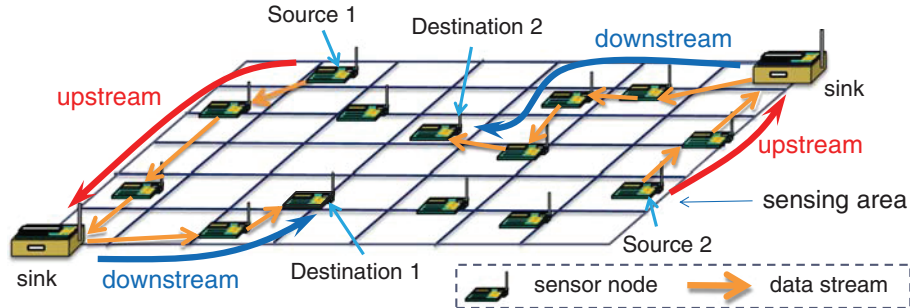 Source 1
Destination 2
downstream
upstream
sink
upstream
sensing area
Source 2
sink
downstream
Destination 1
sensor node
data stream